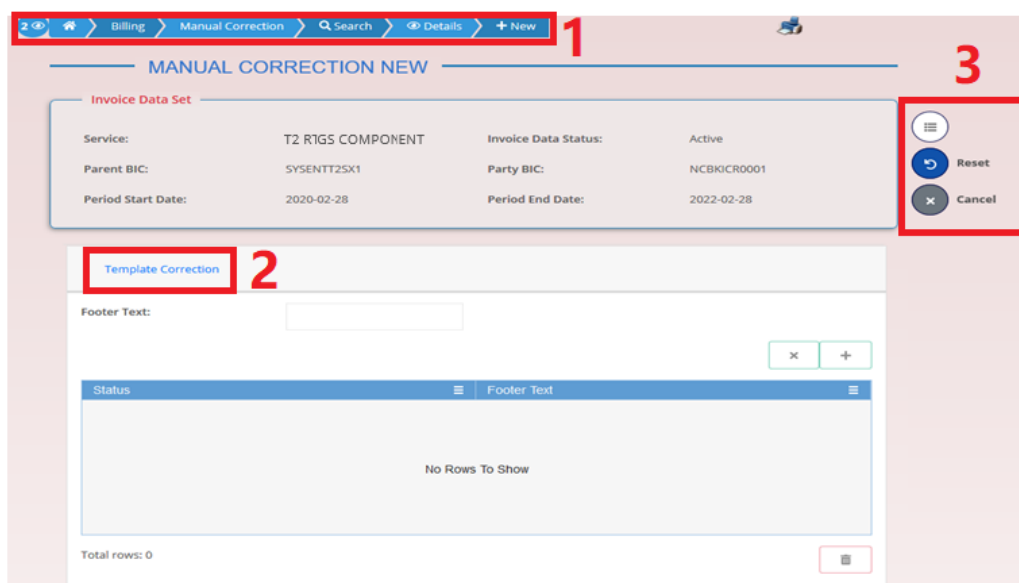 2 Billing Manual Correction Search Details + New
1
MANUAL CORRECTION NEW
3
Invoice Data Set
Service: T2 RTGS COMPONENT Invoice Data Status: Active
Parent BIC: SYSENTT2SX1 Party BIC: NCBKICR0001
Reset
Period Start Date: 2020-02-28 Period End Date: 2022-02-28
Cancel
Template Correction
2
Footer Text:
Status Footer Text
No Rows To Show
Total rows: 0